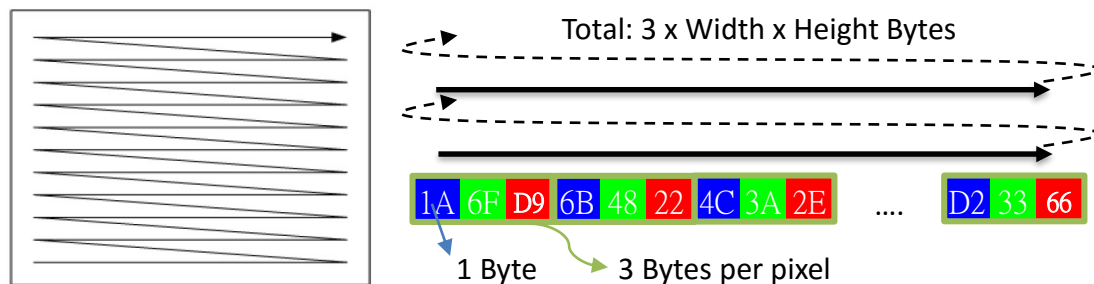 Total: 3 x Width x Height Bytes
1A 6F D9 6B 48 22 4C 3A 2E .... D2 33 66
1 Byte 3 Bytes per pixel